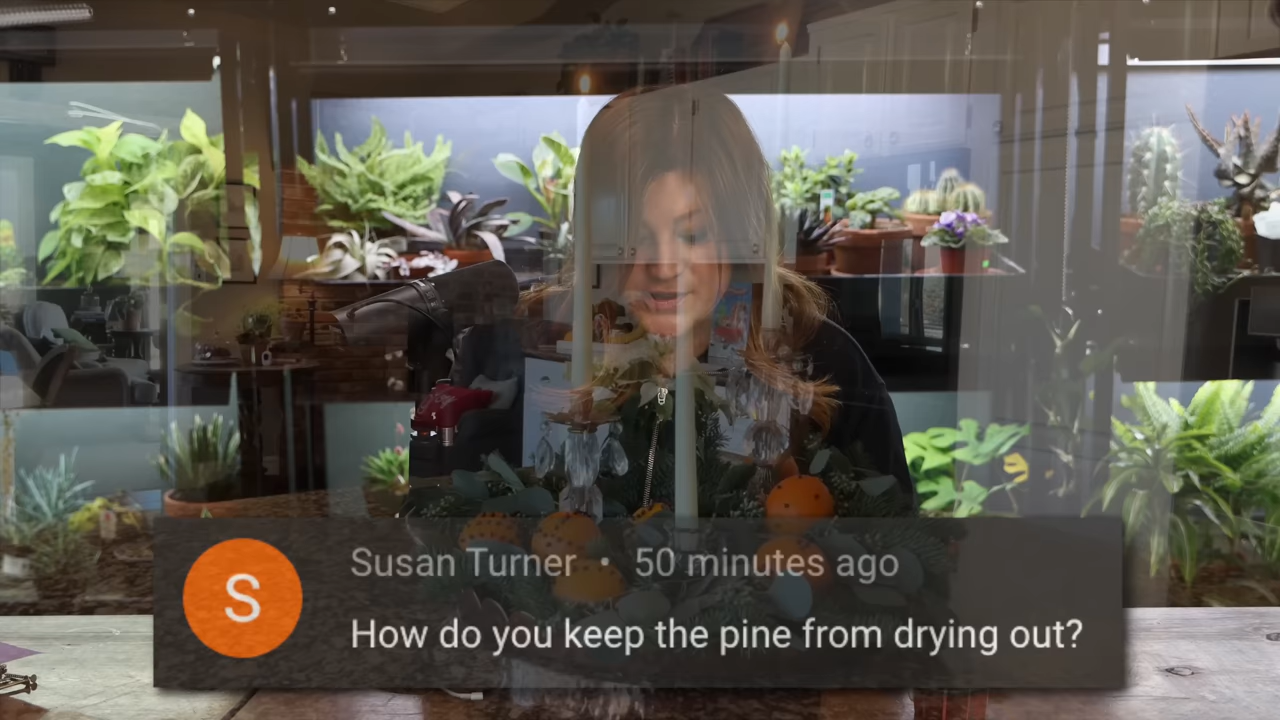 S
Susan Turner • 50 minutes ago
How do you keep the pine from drying out?